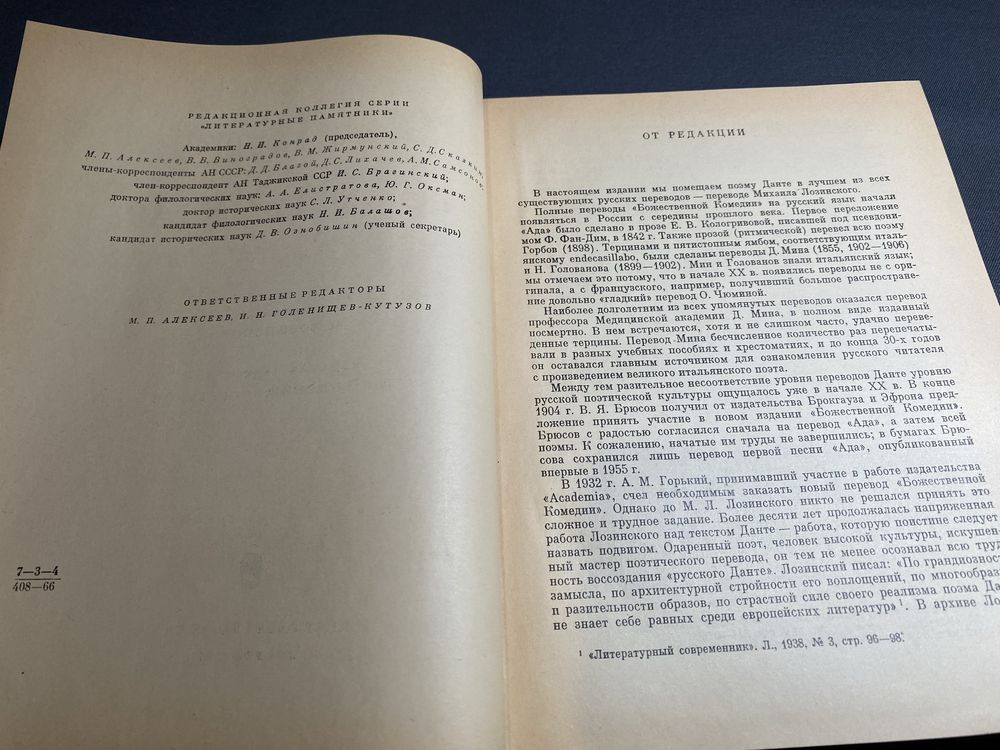 РЕДАКЦИОННАЯ КОЛЛЕГИЯ СЕРИИ
«ЛИТЕРАТУРНЫЕ ПАМЯТНИКИ»
Академики: Н. И. Конрад (председатель),
М. П. Алексеев, В. В. Виноградов, В. М. Жирмунский, С. Д. Сказкин,
члены-корреспонденты АН СССР: Д. Д. Благой, Д. С. Лихачев, А. М. Самсонов,
член-корреспондент АН Таджикской ССР И. С. Брагинский;
доктора филологических наук: А. А. Елистратова, Ю. Г. Оксман;
доктор исторических наук С. Л. Утченко;
кандидат филологических наук Н. И. Балашов;
кандидат исторических наук Д. В. Ознобишин (ученый секретарь)
ОТВЕТСТВЕННЫЕ РЕДАКТОРЫ
М. П. АЛЕКСЕЕВ, И. Н. ГОЛЕНИЩЕВ-КУТУЗОВ
7—3—4
408—66
ОТ РЕДАКЦИИ
В настоящем издании мы помещаем поэму Данте в лучшем из всех
существующих русских переводов — переводе Михаила Лозинского.
Полные переводы «Божественной Комедии» на русский язык начали
появляться в России с середины прошлого века. Первое переложение
«Ада» было сделано в прозе Е. В. Кологривовой, писавшей под псевдони-
мом Ф. Фан-Дим, в 1842 г. Также прозой (ритмической) перевел всю поэму
Горбов (1898). Терцинами и пятистопным ямбом, соответствующим италь-
янскому endecasillabo, были сделаны переводы Д. Мина (1855, 1902—1906)
и Н. Голованова (1899—1902). Мин и Голованов знали итальянский язык;
мы отмечаем это потому, что в начале XX в. появились переводы не с ори-
гинала, а с французского, например, получивший большое распростране-
ние довольно «гладкий» перевод О. Чюминой.
Наиболее долголетним из всех упомянутых переводов оказался перевод
профессора Медицинской академии Д. Мина, в полном виде изданный
посмертно. В нем встречаются, хотя и не слишком часто, удачно переве-
денные терцины. Перевод Мина бесчисленное количество раз перепечаты-
вали в разных учебных пособиях и хрестоматиях, и до конца 30-х годов
он оставался главным источником для ознакомления русского читателя
с произведением великого итальянского поэта.
Между тем разительное несоответствие уровня переводов Данте уровню
русской поэтической культуры ощущалось уже в начале XX в. В конце
1904 г. В. Я. Брюсов получил от издательства Брокгауза и Эфрона пред-
ложение принять участие в новом издании «Божественной Комедии».
Брюсов с радостью согласился сначала на перевод «Ада», а затем всей
поэмы. К сожалению, начатые им труды не завершились; в бумагах Брю-
сова сохранился лишь перевод первой песни «Ада», опубликованный
впервые в 1955 г.
В 1932 г. А. М. Горький, принимавший участие в работе издательства
«Academia», счел необходимым заказать новый перевод «Божественной
Комедии». Однако до М. Л. Лозинского никто не решался принять это
сложное и трудное задание. Более десяти лет продолжалась напряженная
работа Лозинского над текстом Данте — работа, которую поистине следует
назвать подвигом. Одаренный поэт, человек высокой культуры, искушен-
ный мастер поэтического перевода, он тем не менее осознавал всю труд
ность воссоздания «русского Данте». Лозинский писал: «По грандиозност
замысла, по архитектурной стройности его воплощений, по многообраз
и разительности образов, по страстной силе своего реализма поэма Да
не знает себе равных среди европейских литератур» ¹. В архиве Ло
¹ «Литературный современник». Л., 1938, № 3, стр. 96—98.